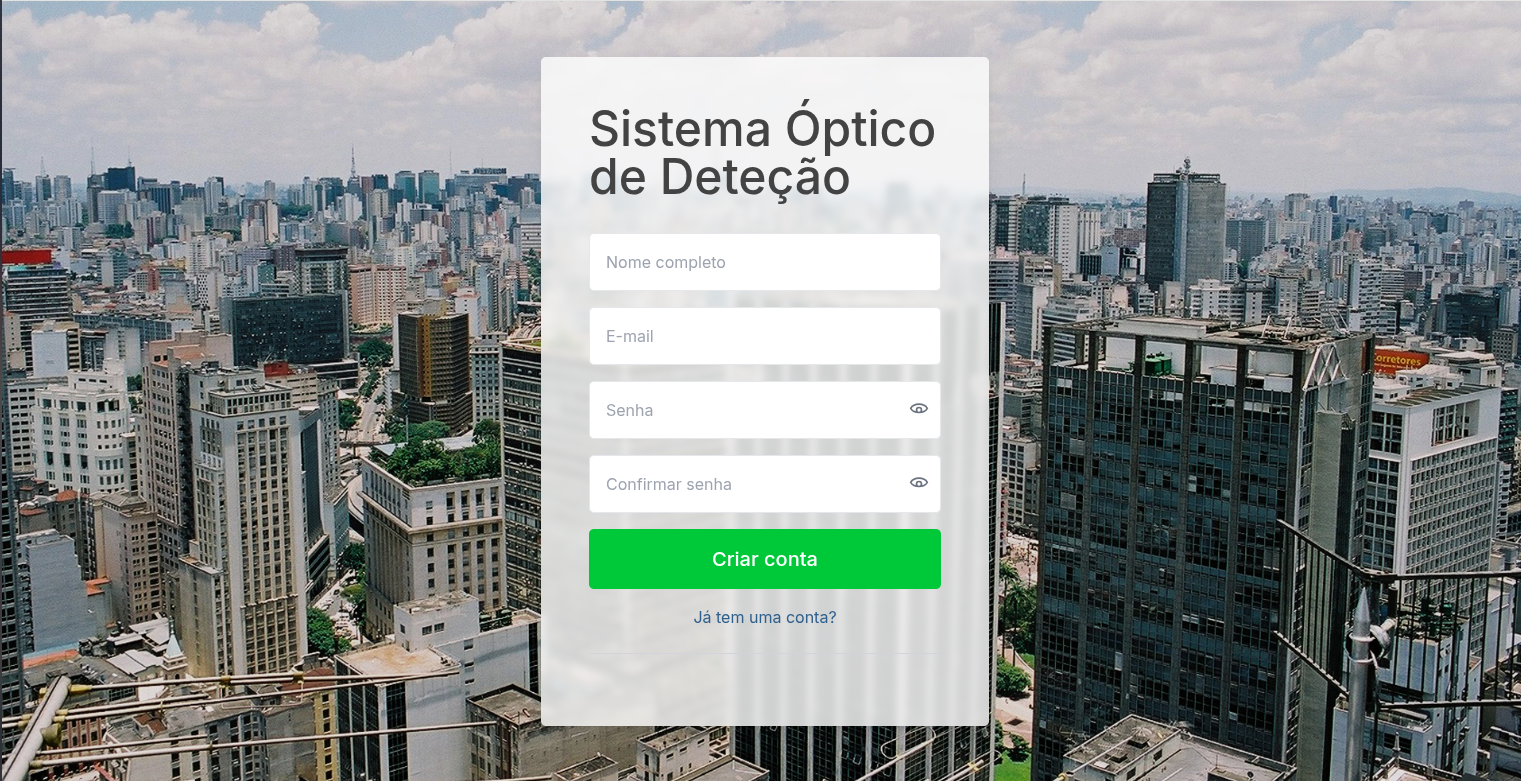 Sistema Óptico
de Deteção
Nome completo
E-mail
Senha
Confirmar senha
Criar conta
Já tem uma conta?
Corretores